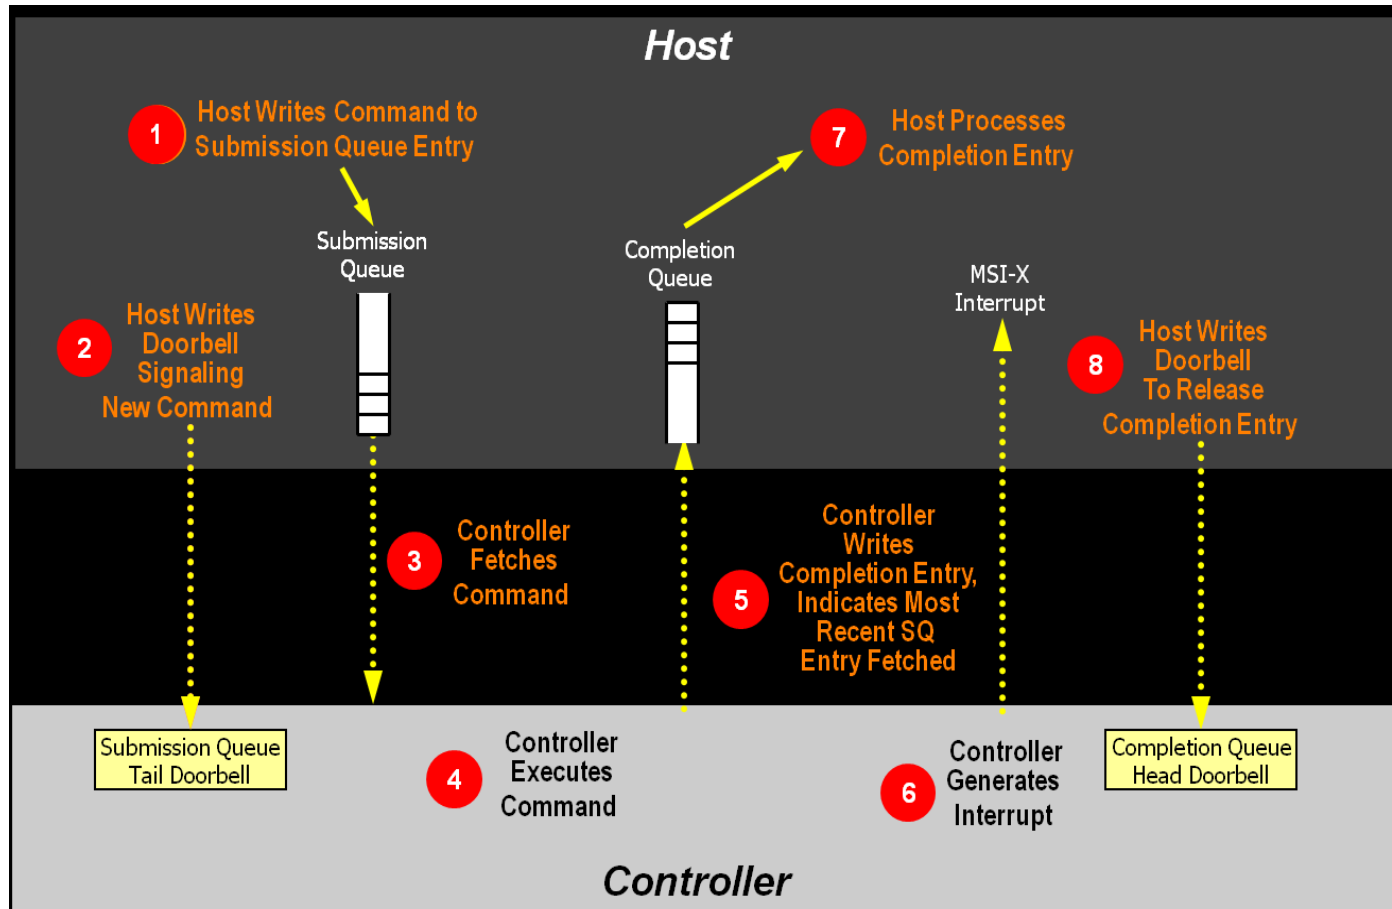 Host
1
Host Writes Command to
Submission Queue Entry
7
Host Processes
Completion Entry
Submission
Queue
Completion
Queue
MSI-X
Interrupt
2
Host Writes
Doorbell
Signaling
New Command
8
Host Writes
Doorbell
To Release
Completion Entry
3
Controller
Fetches
Command
5
Controller
Writes
Completion Entry,
Indicates Most
Recent SQ
Entry Fetched
Submission Queue
Tail Doorbell
4
Controller
Executes
Command
6
Controller
Generates
Interrupt
Completion Queue
Head Doorbell
Controller